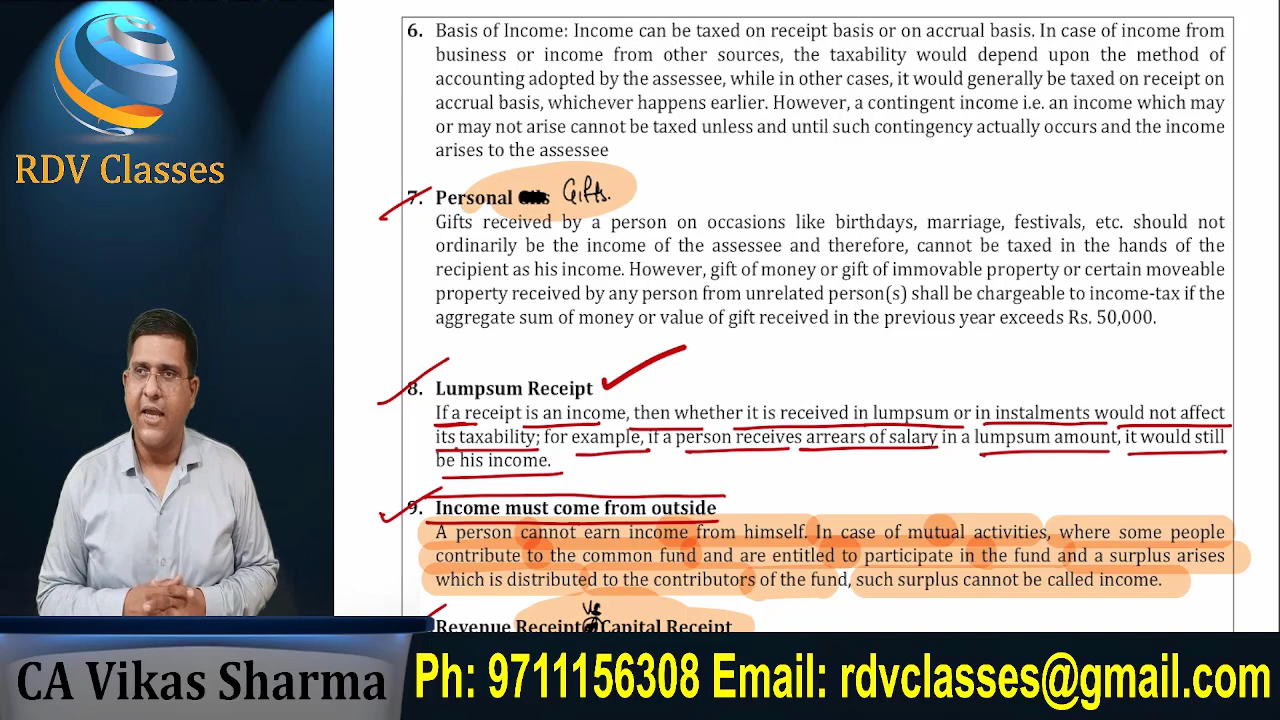 RDV Classes
6. Basis of Income: Income can be taxed on receipt basis or on accrual basis. In case of income from
business or income from other sources, the taxability would depend upon the method of
accounting adopted by the assessee, while in other cases, it would generally be taxed on receipt on
accrual basis, whichever happens earlier. However, a contingent income i.e. an income which may
or may not arise cannot be taxed unless and until such contingency actually occurs and the income
arises to the assessee
7. Personal Gifts.
Gifts received by a person on occasions like birthdays, marriage, festivals, etc. should not
ordinarily be the income of the assessee and therefore, cannot be taxed in the hands of the
recipient as his income. However, gift of money or gift of immovable property or certain moveable
property received by any person from unrelated person(s) shall be chargeable to income-tax if the
aggregate sum of money or value of gift received in the previous year exceeds Rs. 50,000.
8. Lumpsum Receipt
If a receipt is an income, then whether it is received in lumpsum or in instalments would not affect
its taxability; for example, if a person receives arrears of salary in a lumpsum amount, it would still
be his income.
9. Income must come from outside
A person cannot earn income from himself. In case of mutual activities, where some people
contribute to the common fund and are entitled to participate in the fund and a surplus arises
which is distributed to the contributors of the fund, such surplus cannot be called income.
Revenue Receipt Vs Capital Receipt
CA Vikas Sharma
Ph: 9711156308 Email: rdvclasses@gmail.com